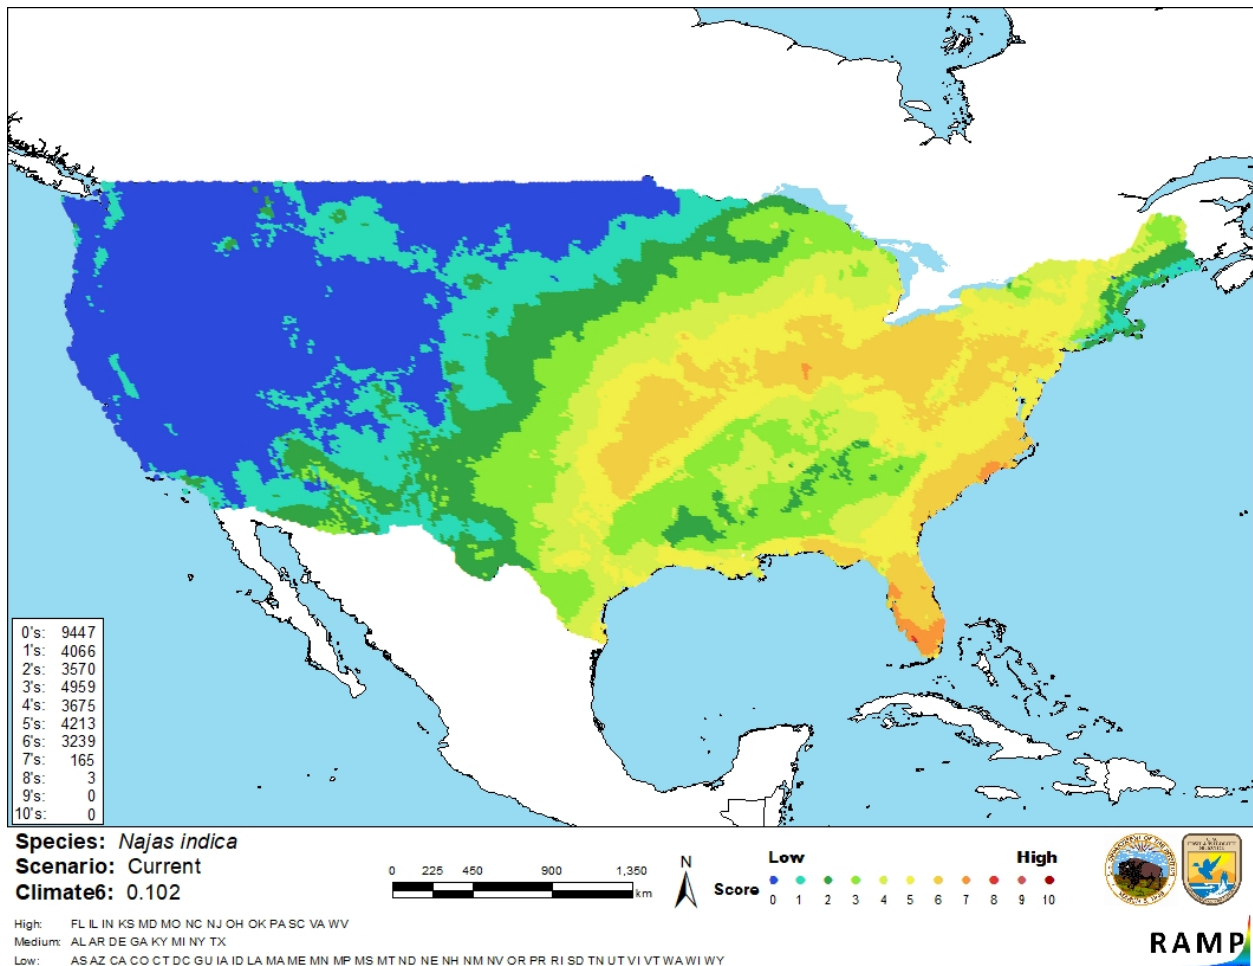 0's: 9447
1's: 4066
2's: 3570
3's: 4959
4's: 3675
5's: 4213
6's: 3239
7's: 165
8's: 3
9's: 0
10's: 0
Species: Najas indica
Scenario: Current
Climate6: 0.102
0 225 450 900 1,350
km
N
Low High
Score
0 1 2 3 4 5 6 7 8 9 10
High: FL IL IN KS MD MO NC NJ OH OK PA SC VA WV
Medium: AL AR DE GA KY MI NY TX
Low: AS AZ CA CO CT DC GU IA ID LA MA ME MN MP MS MT ND NE NH NM NV OR PR RI SD TN UT VI VT WA WI WY
RAMP